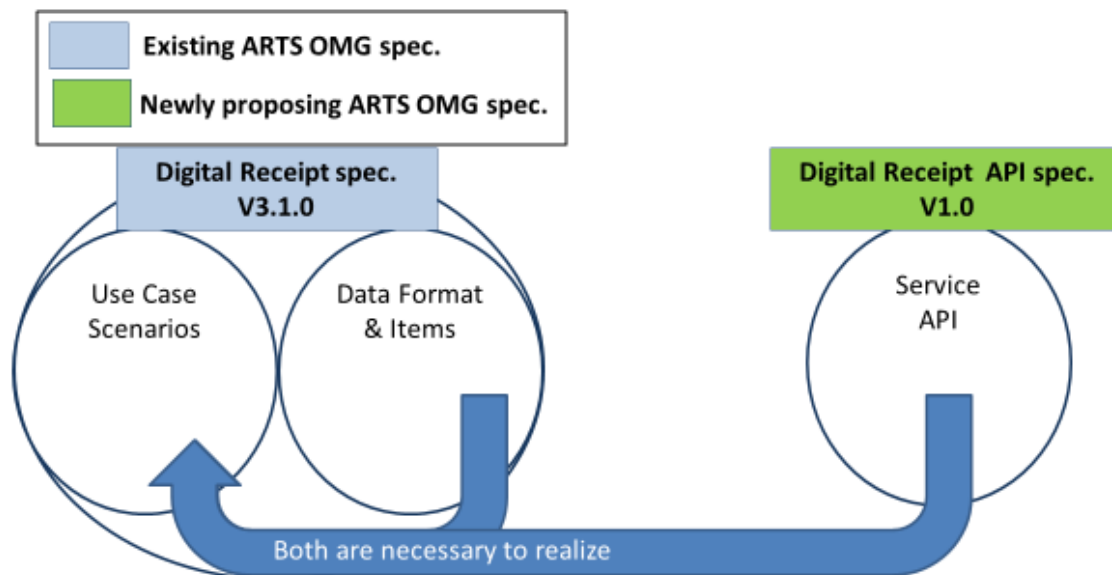 Existing ARTS OMG spec.
Newly proposing ARTS OMG spec.
Digital Receipt spec.
V3.1.0
Digital Receipt API spec.
V1.0
Use Case
Scenarios
Data Format
& Items
Service
API
Both are necessary to realize